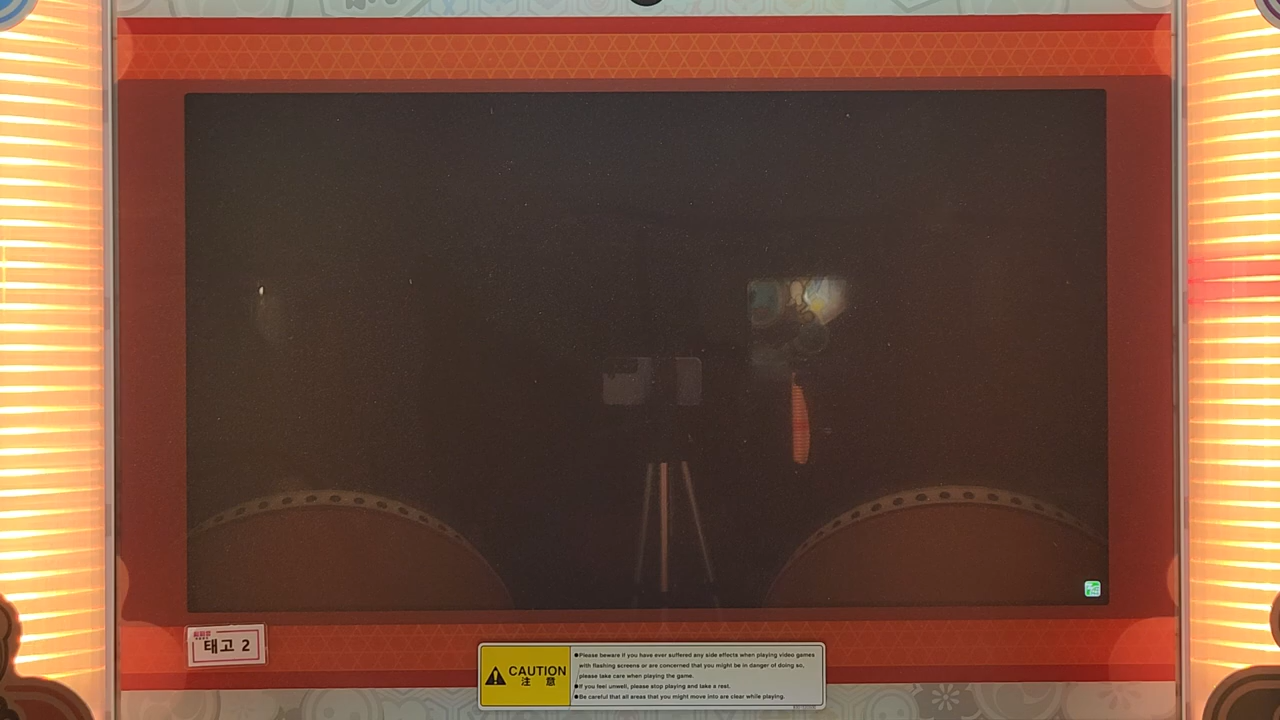 태고 2
CAUTION
注 意
●Please beware if you have ever suffered any side effects when playing video games
with flashing screens or are concerned that you might be in danger of doing so,
please take care when playing the game.
●If you feel unwell, please stop playing and take a rest.
●Be careful that all areas that you might move into are clear while playing.